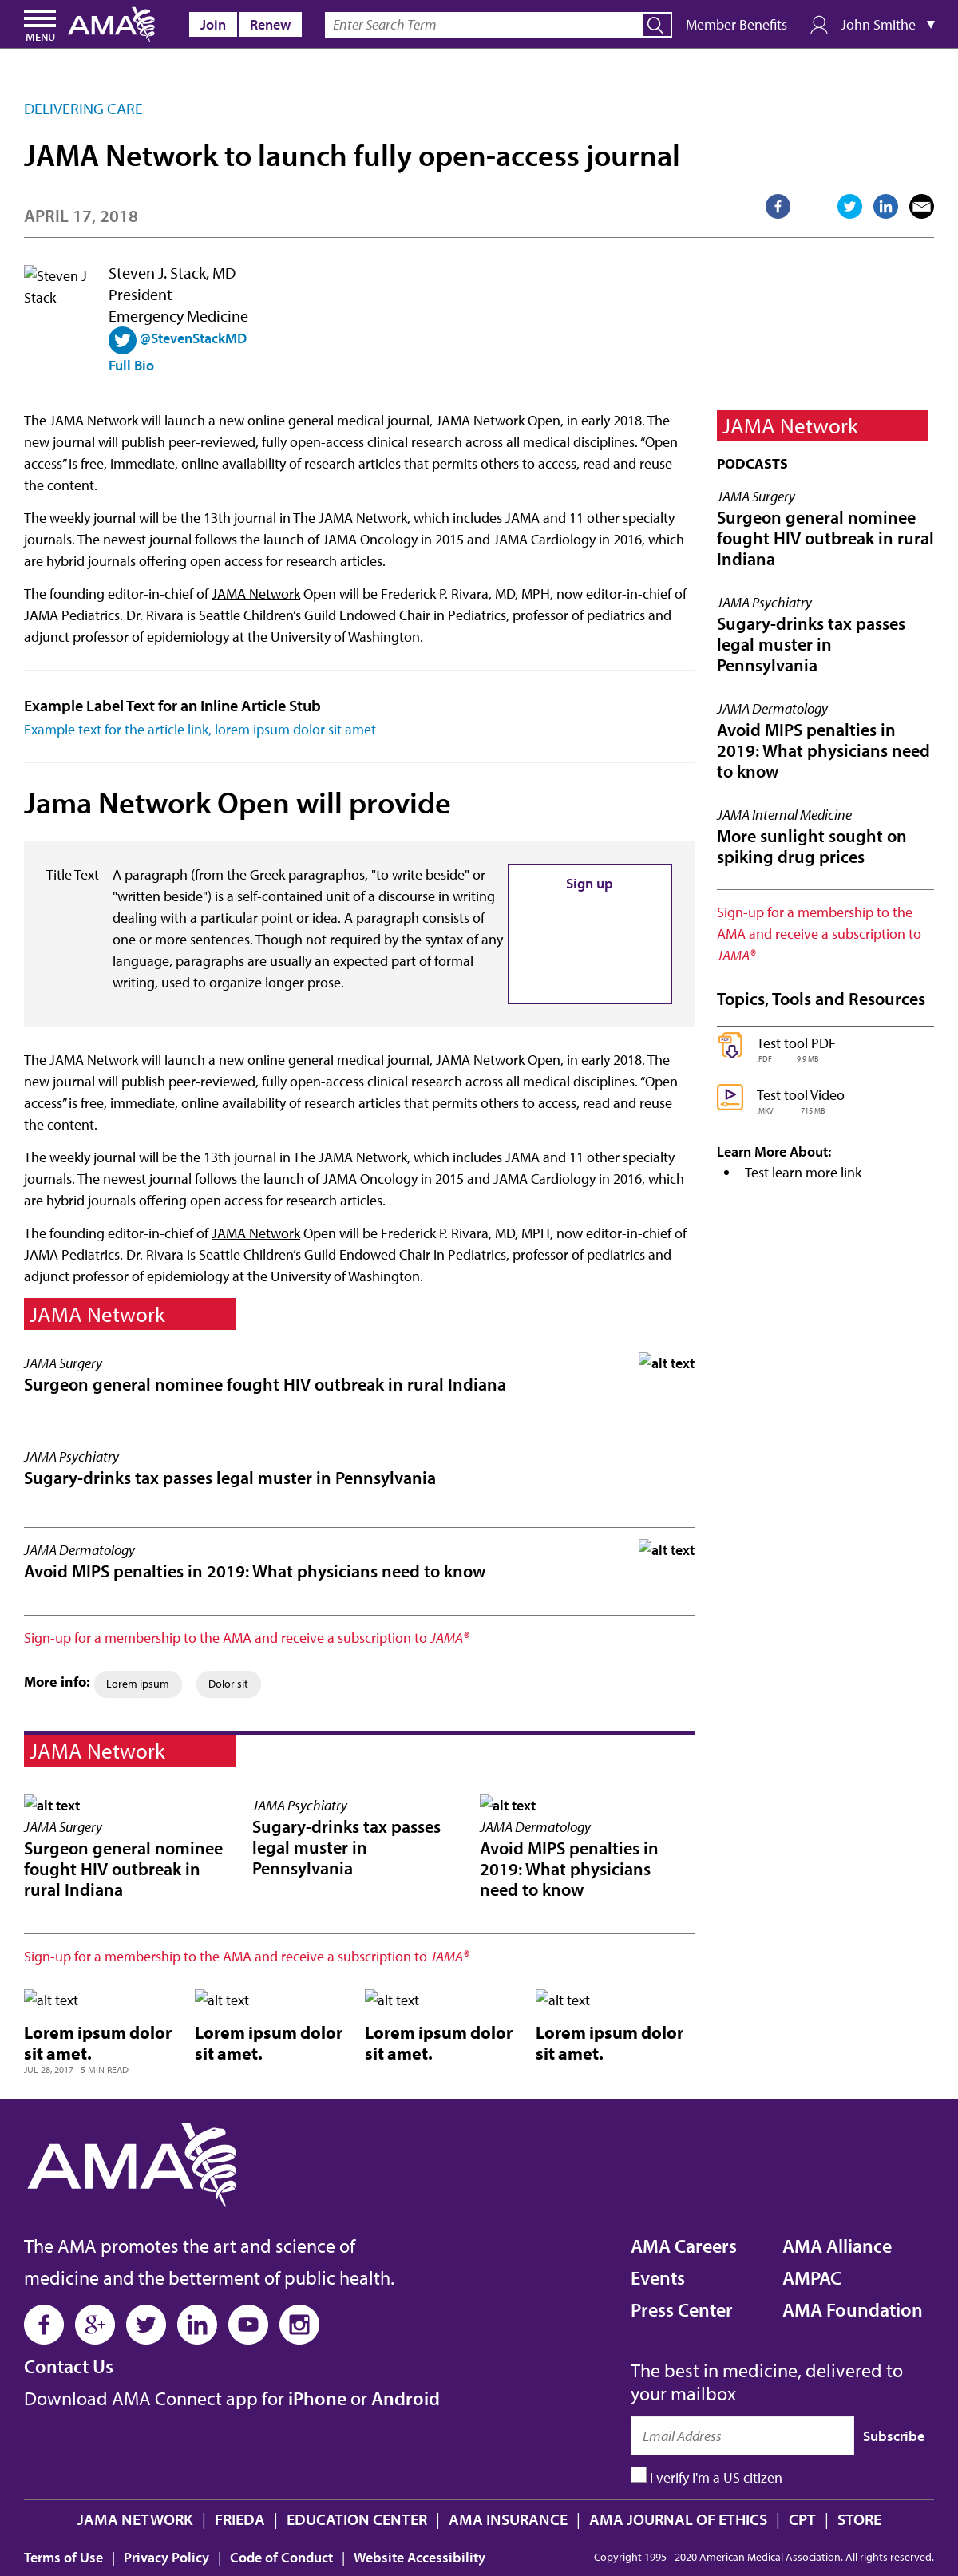 MENU
AMA
Join
Renew
Enter Search Term
Member Benefits
John Smithe ▼
DELIVERING CARE
JAMA Network to launch fully open-access journal
APRIL 17, 2018
Steven J
Stack
Steven J. Stack, MD
President
Emergency Medicine
@StevenStackMD
Full Bio
The JAMA Network will launch a new online general medical journal, JAMA Network Open, in early 2018. The
new journal will publish peer-reviewed, fully open-access clinical research across all medical disciplines. “Open
access” is free, immediate, online availability of research articles that permits others to access, read and reuse
the content.
The weekly journal will be the 13th journal in The JAMA Network, which includes JAMA and 11 other specialty
journals. The newest journal follows the launch of JAMA Oncology in 2015 and JAMA Cardiology in 2016, which
are hybrid journals offering open access for research articles.
The founding editor-in-chief of JAMA Network Open will be Frederick P. Rivara, MD, MPH, now editor-in-chief of
JAMA Pediatrics. Dr. Rivara is Seattle Children’s Guild Endowed Chair in Pediatrics, professor of pediatrics and
adjunct professor of epidemiology at the University of Washington.
Example Label Text for an Inline Article Stub
Example text for the article link, lorem ipsum dolor sit amet
Jama Network Open will provide
Title Text
A paragraph (from the Greek paragraphos, "to write beside" or
"written beside") is a self-contained unit of a discourse in writing
dealing with a particular point or idea. A paragraph consists of
one or more sentences. Though not required by the syntax of any
language, paragraphs are usually an expected part of formal
writing, used to organize longer prose.
Sign up
The JAMA Network will launch a new online general medical journal, JAMA Network Open, in early 2018. The
new journal will publish peer-reviewed, fully open-access clinical research across all medical disciplines. “Open
access” is free, immediate, online availability of research articles that permits others to access, read and reuse
the content.
The weekly journal will be the 13th journal in The JAMA Network, which includes JAMA and 11 other specialty
journals. The newest journal follows the launch of JAMA Oncology in 2015 and JAMA Cardiology in 2016, which
are hybrid journals offering open access for research articles.
The founding editor-in-chief of JAMA Network Open will be Frederick P. Rivara, MD, MPH, now editor-in-chief of
JAMA Pediatrics. Dr. Rivara is Seattle Children’s Guild Endowed Chair in Pediatrics, professor of pediatrics and
adjunct professor of epidemiology at the University of Washington.
JAMA Network
JAMA Surgery
Surgeon general nominee fought HIV outbreak in rural Indiana
alt text
JAMA Psychiatry
Sugary-drinks tax passes legal muster in Pennsylvania
JAMA Dermatology
Avoid MIPS penalties in 2019: What physicians need to know
alt text
Sign-up for a membership to the AMA and receive a subscription to JAMA®
More info:
Lorem ipsum
Dolor sit
JAMA Network
alt text
JAMA Surgery
Surgeon general nominee
fought HIV outbreak in
rural Indiana
JAMA Psychiatry
Sugary-drinks tax passes
legal muster in
Pennsylvania
alt text
JAMA Dermatology
Avoid MIPS penalties in
2019: What physicians
need to know
Sign-up for a membership to the AMA and receive a subscription to JAMA®
alt text
Lorem ipsum dolor
sit amet.
JUL 28, 2017 | 5 MIN READ
alt text
Lorem ipsum dolor
sit amet.
alt text
Lorem ipsum dolor
sit amet.
alt text
Lorem ipsum dolor
sit amet.
JAMA Network
PODCASTS
JAMA Surgery
Surgeon general nominee
fought HIV outbreak in rural
Indiana
JAMA Psychiatry
Sugary-drinks tax passes
legal muster in
Pennsylvania
JAMA Dermatology
Avoid MIPS penalties in
2019: What physicians need
to know
JAMA Internal Medicine
More sunlight sought on
spiking drug prices
Sign-up for a membership to the
AMA and receive a subscription to
JAMA®
Topics, Tools and Resources
PDF
Test tool PDF
.PDF 9.9 MB
Test tool Video
.MKV 715 MB
Learn More About:
• Test learn more link
AMA
The AMA promotes the art and science of
medicine and the betterment of public health.
Contact Us
Download AMA Connect app for iPhone or Android
AMA Careers
Events
Press Center
AMA Alliance
AMPAC
AMA Foundation
The best in medicine, delivered to
your mailbox
Email Address
Subscribe
I verify I'm a US citizen
JAMA NETWORK | FRIEDA | EDUCATION CENTER | AMA INSURANCE | AMA JOURNAL OF ETHICS | CPT | STORE
Terms of Use | Privacy Policy | Code of Conduct | Website Accessibility
Copyright 1995 - 2020 American Medical Association. All rights reserved.